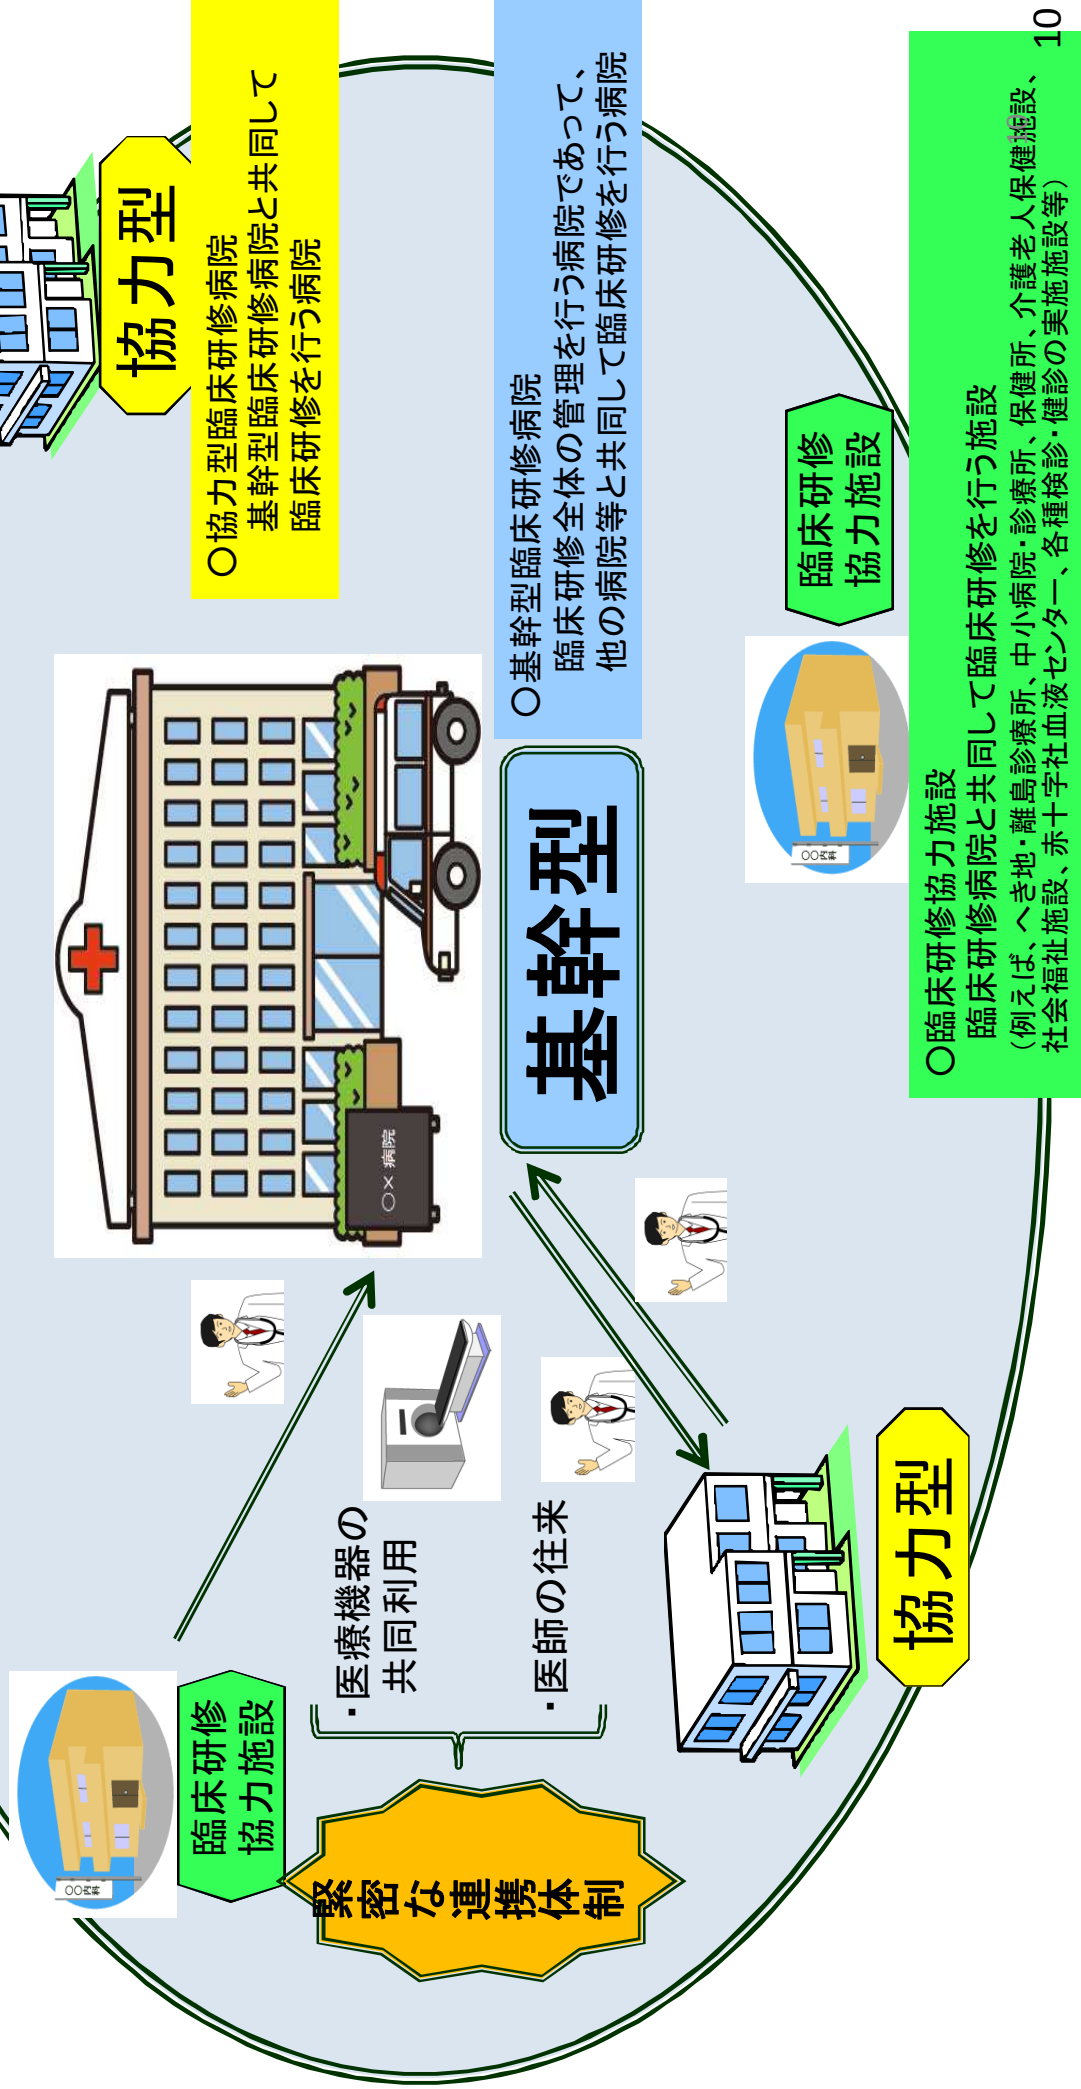 協力型
○協力型臨床研修病院
基幹型臨床研修病院と共同して
臨床研修を行う病院
○×病院
基幹型
○基幹型臨床研修病院
臨床研修全体の管理を行う病院であって、
他の病院等と共同して臨床研修を行う病院
○○内科
臨床研修
協力施設
・医療機器の
共同利用
・医師の往来
緊密な連携体制
協力型
○○内科
臨床研修
協力施設
○臨床研修協力施設
臨床研修病院と共同して臨床研修を行う施設
（例えば、へき地・離島診療所、中小病院・診療所、保健所、介護老人保健施設、
社会福祉施設、赤十字社血液センター、各種検診・健診の実施施設等）
10
10